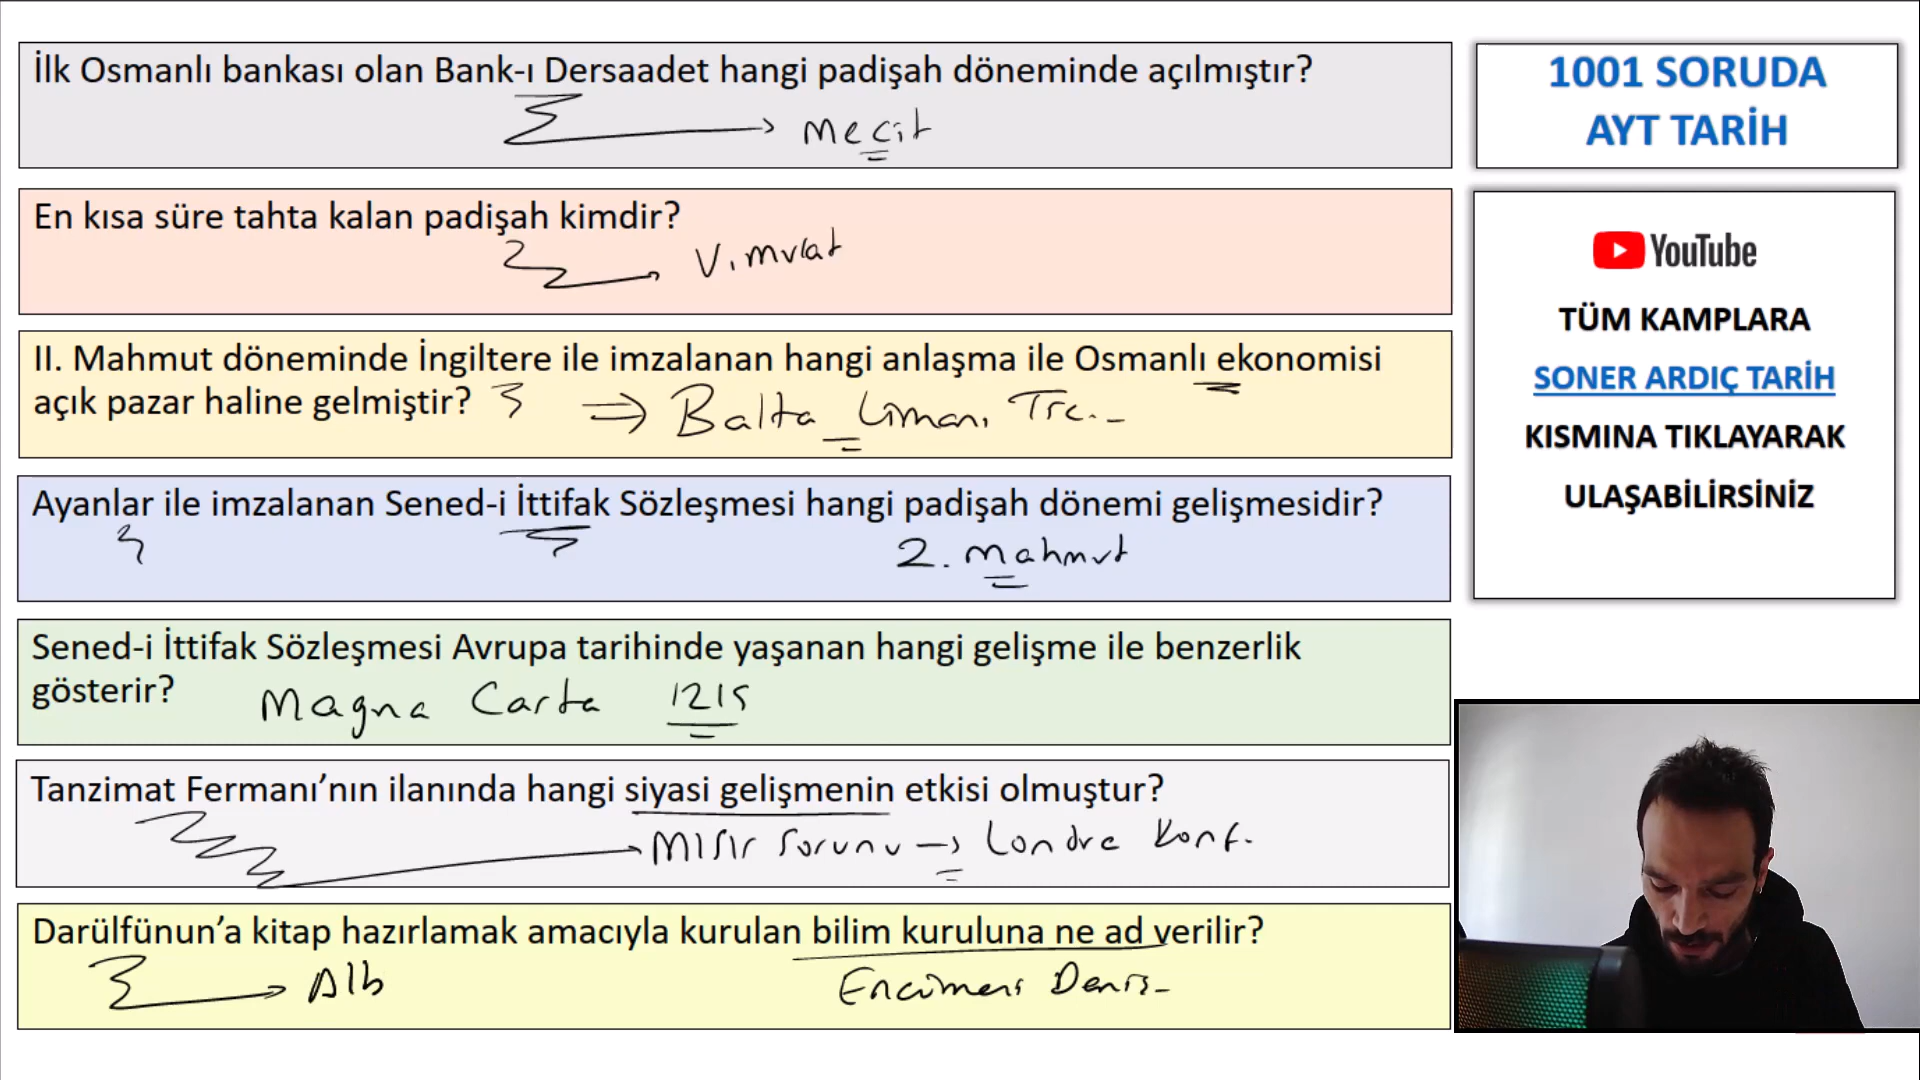 İlk Osmanlı bankası olan Bank-ı Dersaadet hangi padişah döneminde açılmıştır?
Mecit
En kısa süre tahta kalan padişah kimdir?
V. Murat
II. Mahmut döneminde İngiltere ile imzalanan hangi anlaşma ile Osmanlı ekonomisi
açık pazar haline gelmiştir?
Balta Limanı Trc.
Ayanlar ile imzalanan Sened-i İttifak Sözleşmesi hangi padişah dönemi gelişmesidir?
2. Mahmut
Sened-i İttifak Sözleşmesi Avrupa tarihinde yaşanan hangi gelişme ile benzerlik
gösterir?
Magna Carta 1215
Tanzimat Fermanı’nın ilanında hangi siyasi gelişmenin etkisi olmuştur?
Mısır Sorunu → Londra Konf.
Darülfünun’a kitap hazırlamak amacıyla kurulan bilim kuruluna ne ad verilir?
Encümeni
1001 SORUDA
AYT TARİH
YouTube
TÜM KAMPLARA
SONER ARDIÇ TARİH
KISMINA TIKLAYARAK
ULAŞABİLİRSİNİZ